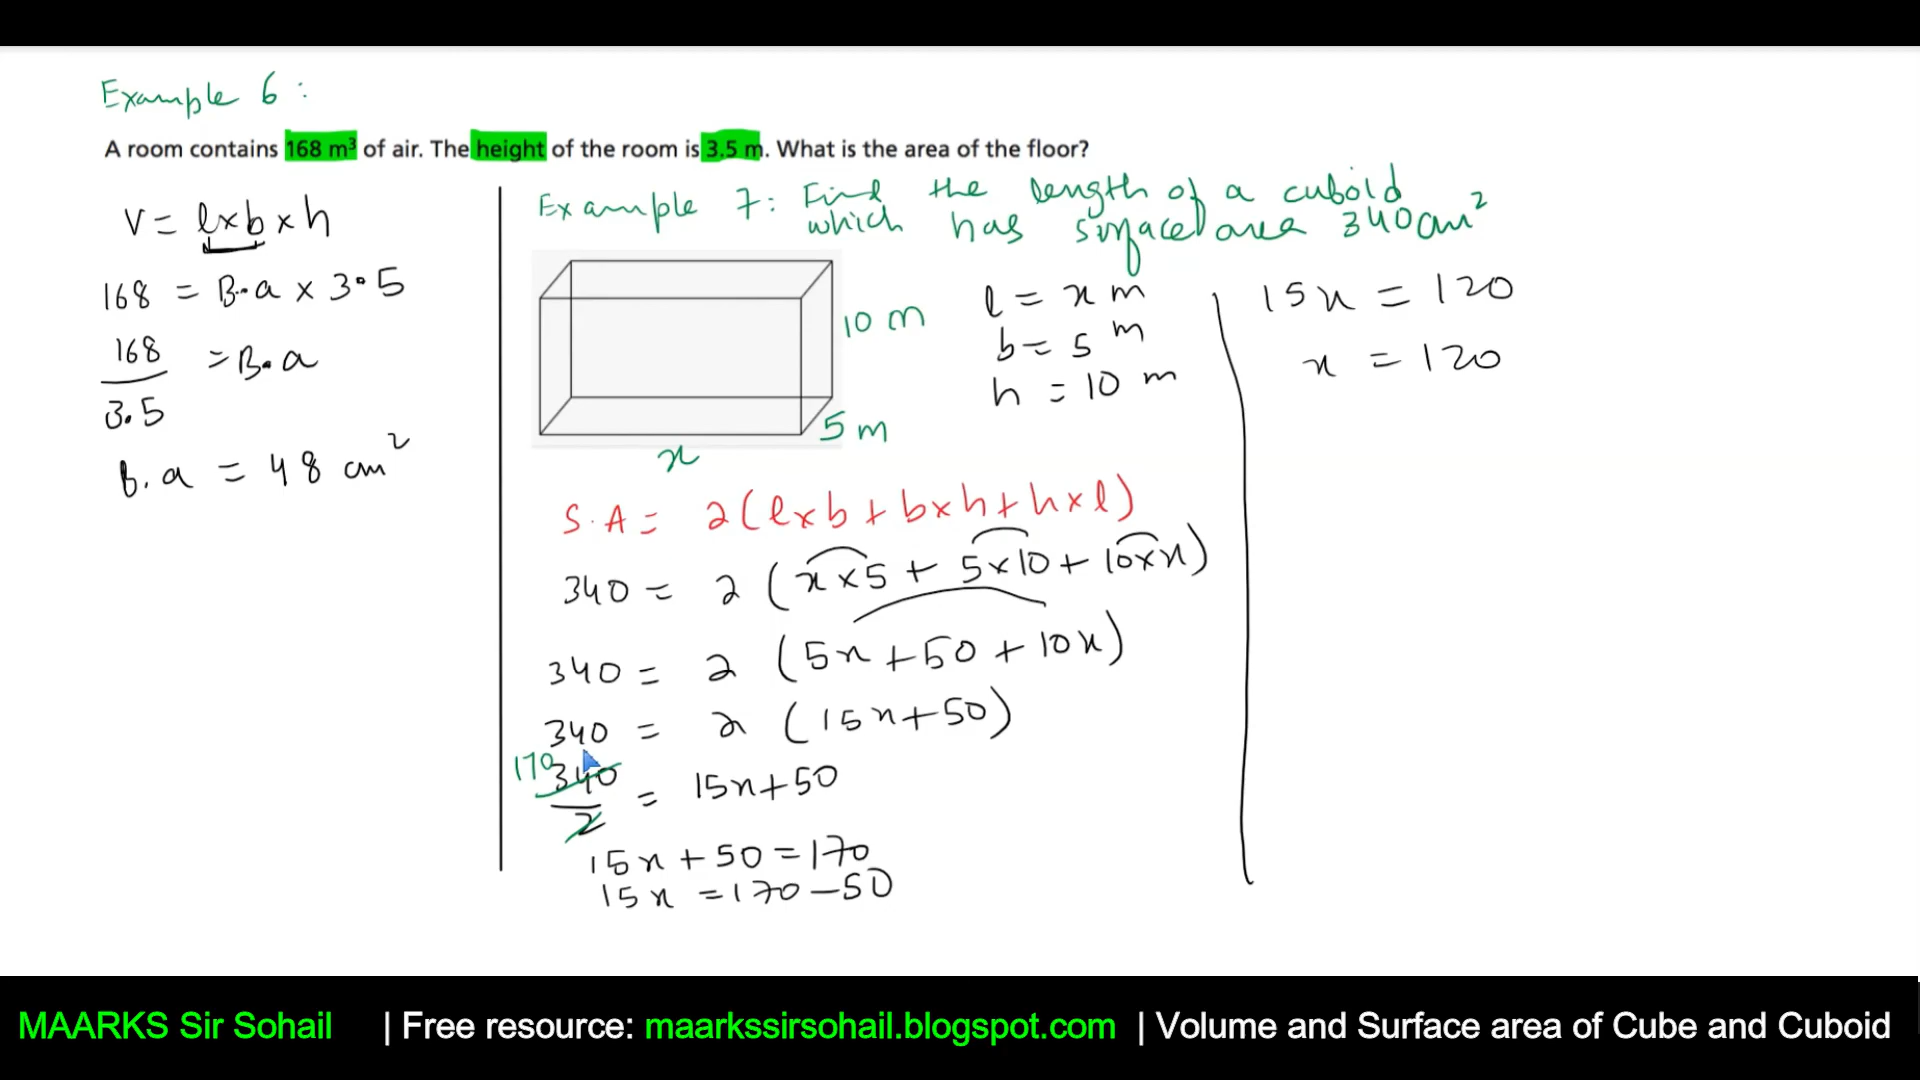 Example 6 :
A room contains 168 m³ of air. The height of the room is 3.5 m. What is the area of the floor?
V = l×b×h
168 = B.a × 3.5
168/3.5 = B.a
B.a = 48 cm²
Example 7: Find the length of a cuboid
which has surface area 340cm²
10 m
5 m
x
l = x m
b = 5 m
h = 10 m
S.A = 2(l×b + b×h + h×l)
340 = 2 (x×5 + 5×10 + 10×x)
340 = 2 (5x+50+10x)
340 = 2 (15x+50)
170
340/2 = 15x+50
15x + 50 = 170
15x = 170 – 50
15x = 120
x = 120
MAARKS Sir Sohail | Free resource: maarkssirsohail.blogspot.com | Volume and Surface area of Cube and Cuboid